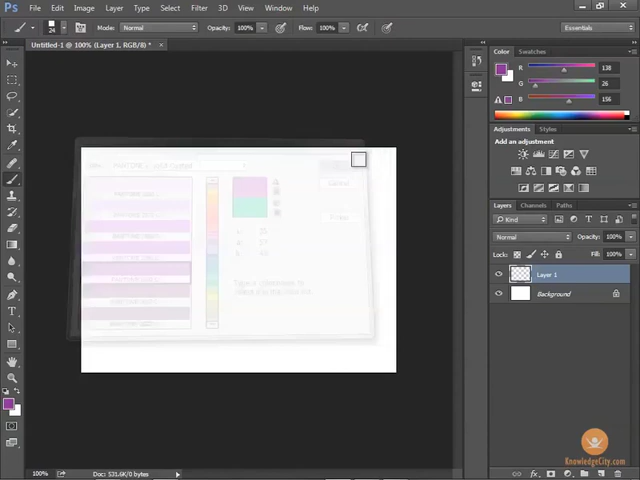 Ps File Edit Image Layer Type Select Filter 3D View Window Help
24 Mode: Normal Opacity: 100% Flow: 100% Essentials
Untitled-1 @ 100% (Layer 1, RGB/8) *
Color Swatches
R 138
G 26
B 156
Adjustments Styles
Add an adjustment
Layers Channels Paths
Kind
Normal Opacity: 100%
Lock: Fill: 100%
Layer 1
Background
100% Doc: 531.6K/0 bytes
KnowledgeCity.com